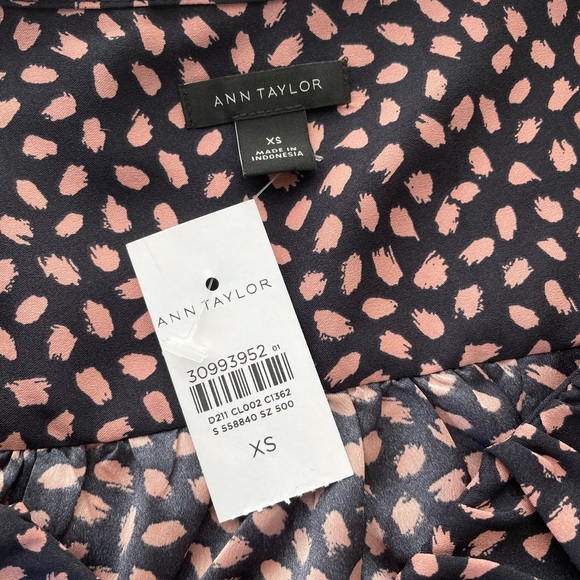 ANN TAYLOR
XS
MADE IN
INDONESIA
ANN TAYLOR
30993952 01
D211 CL002 C1362
S 558840 SZ 500
XS